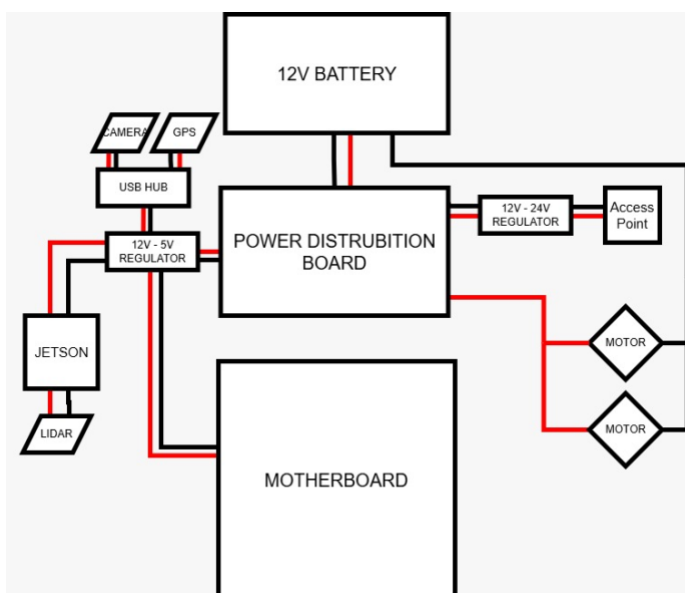 12V BATTERY
CAMERA
GPS
USB HUB
12V - 5V
REGULATOR
POWER DISTRUBITION
BOARD
12V - 24V
REGULATOR
Access
Point
JETSON
MOTOR
LIDAR
MOTOR
MOTHERBOARD